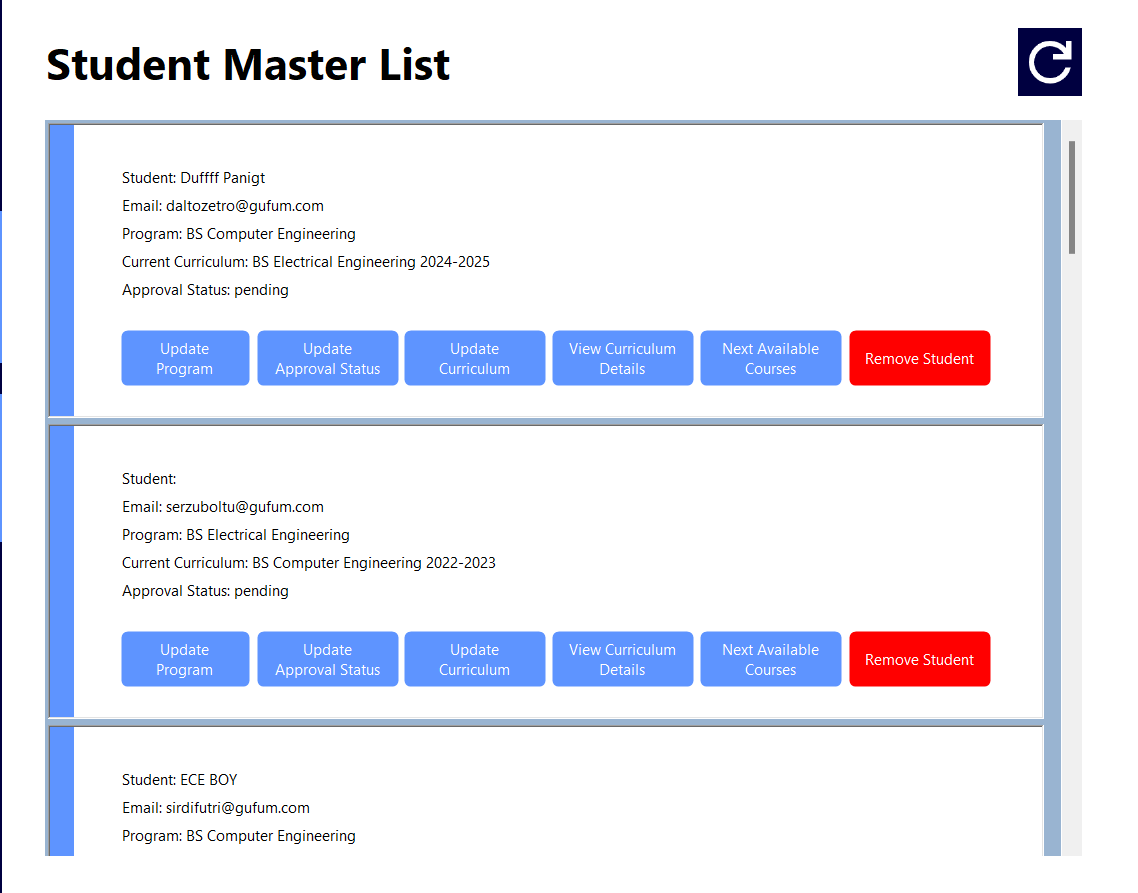 Student Master List
Student: Duffff Panigt
Email: daltozetro@gufum.com
Program: BS Computer Engineering
Current Curriculum: BS Electrical Engineering 2024-2025
Approval Status: pending
Update Program
Update Approval Status
Update Curriculum
View Curriculum Details
Next Available Courses
Remove Student
Student:
Email: serzuboltu@gufum.com
Program: BS Electrical Engineering
Current Curriculum: BS Computer Engineering 2022-2023
Approval Status: pending
Update Program
Update Approval Status
Update Curriculum
View Curriculum Details
Next Available Courses
Remove Student
Student: ECE BOY
Email: sirdifutri@gufum.com
Program: BS Computer Engineering